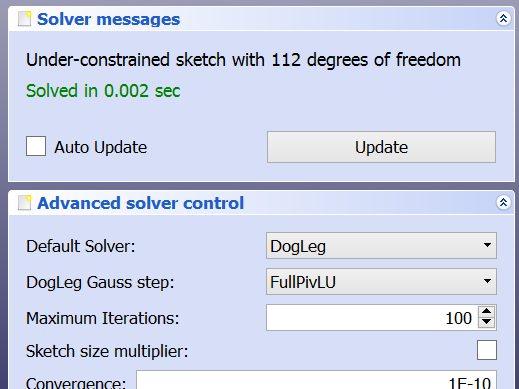 Solver messages
Under-constrained sketch with 112 degrees of freedom
Solved in 0.002 sec
Auto Update
Update
Advanced solver control
Default Solver: DogLeg
DogLeg Gauss step: FullPivLU
Maximum Iterations: 100
Sketch size multiplier:
Convergence: 1E-10